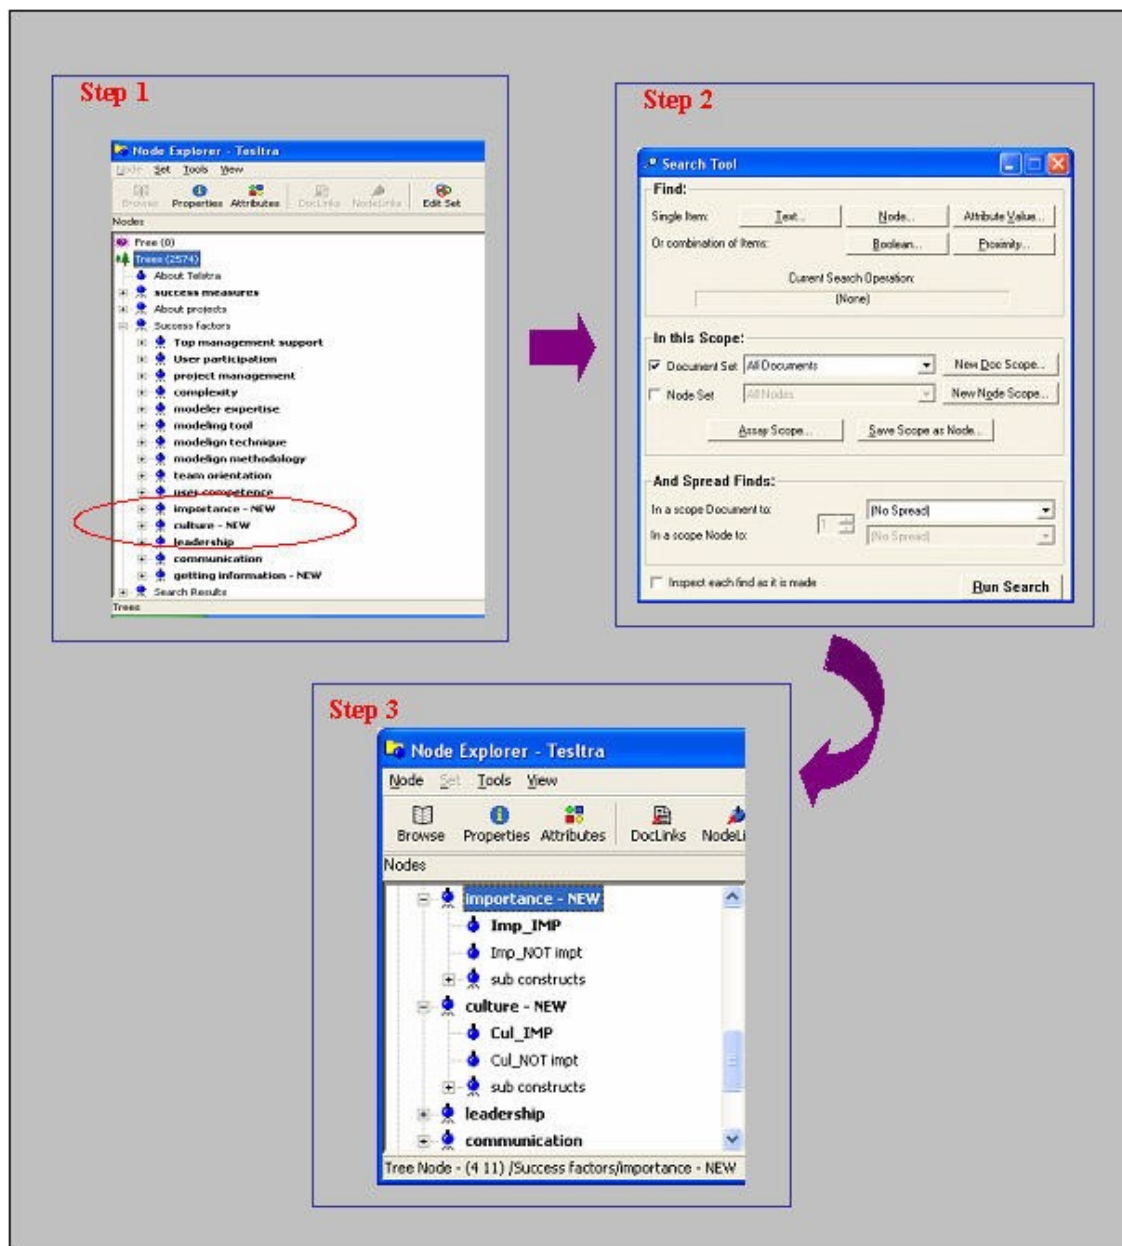 Step 1
Node Explorer - Tesltra
Node Set Tools View
Browse Properties Attributes DocLinks NodeLinks Edit Set
Nodes
Free (0)
Trees (2574)
About Telstra
success measures
About projects
Success factors
Top management support
User participation
project management
complexity
modeler expertise
modeling tool
modelign technique
modelign methodology
team orientation
user competence
importance - NEW
culture - NEW
leadership
communication
getting information - NEW
Search Results
Trees
Step 2
Search Tool
Find:
Single Item: Text... Node... Attribute Value...
Or combination of Items: Boolean... Proximity...
Current Search Operation:
(None)
In this Scope:
Document Set All Documents New Doc Scope...
Node Set All Nodes New Node Scope...
Assay Scope... Save Scope as Node...
And Spread Finds:
In a scope Document to: 1 (No Spread)
In a scope Node to: (No Spread)
Inspect each find as it is made Run Search
Step 3
Node Explorer - Tesltra
Node Set Tools View
Browse Properties Attributes DocLinks NodeLi
Nodes
importance - NEW
Imp_IMP
Imp_NOT impt
sub constructs
culture - NEW
Cul_IMP
Cul_NOT impt
sub constructs
leadership
communication
Tree Node - (4 11) /Success factors/importance - NEW